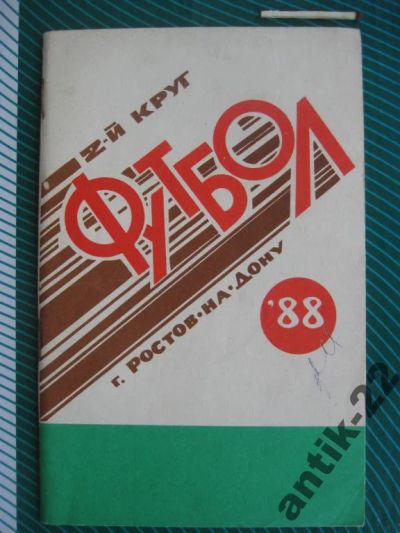 2-й КРУГ
ФУТБОЛ
г. РОСТОВ·НА·ДОНУ
'88
antik-22